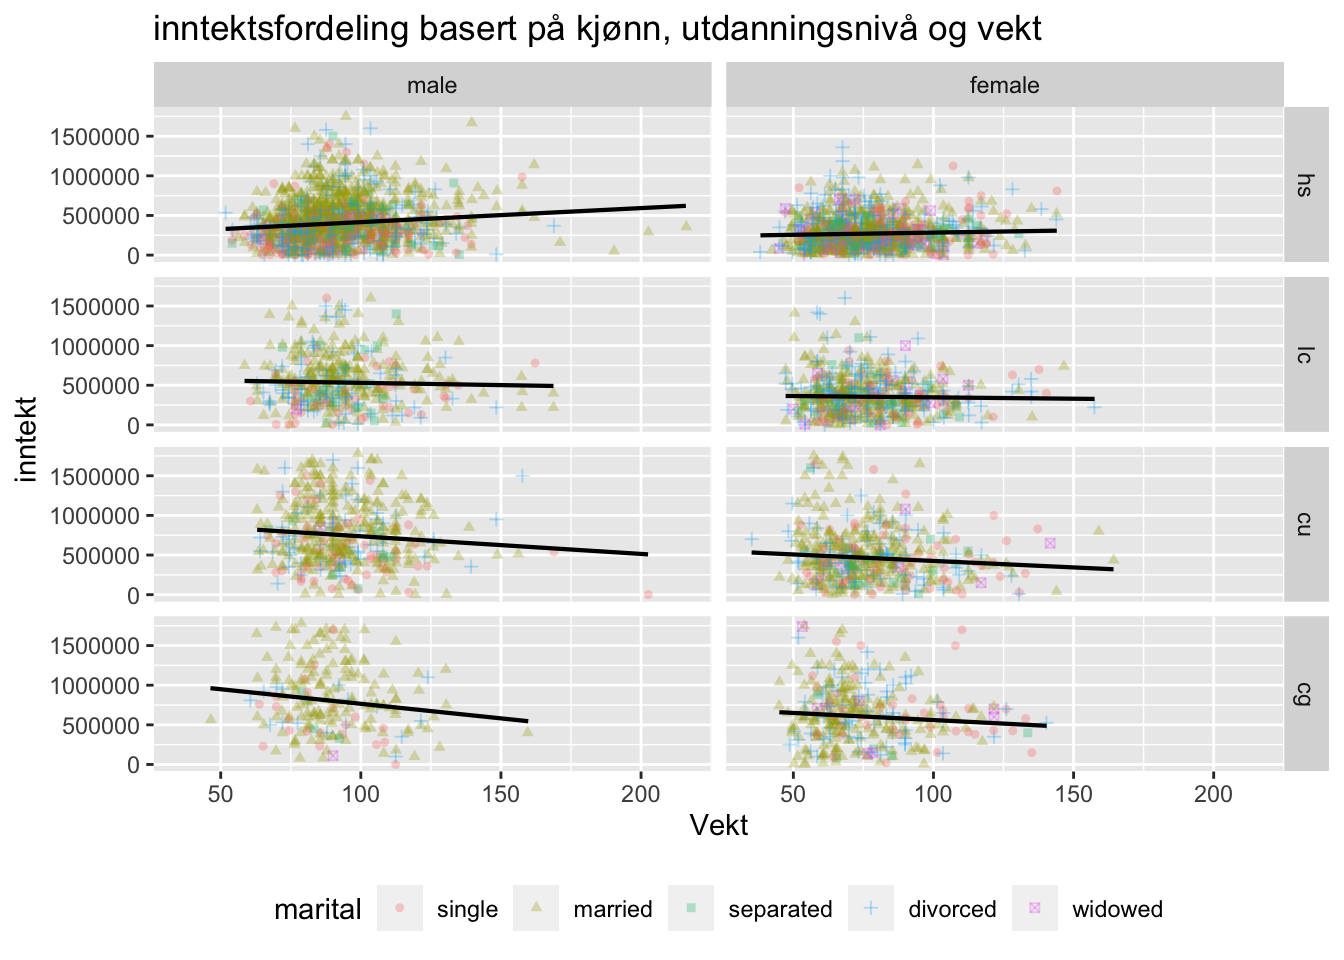 inntektsfordeling basert på kjønn, utdanningsnivå og vekt
male female
1500000
1000000
500000
0
hs
1500000
1000000
500000
0
lc
1500000
1000000
500000
0
cu
1500000
1000000
500000
0
cg
inntekt
50 100 150 200 50 100 150 200
Vekt
marital single married separated divorced widowed